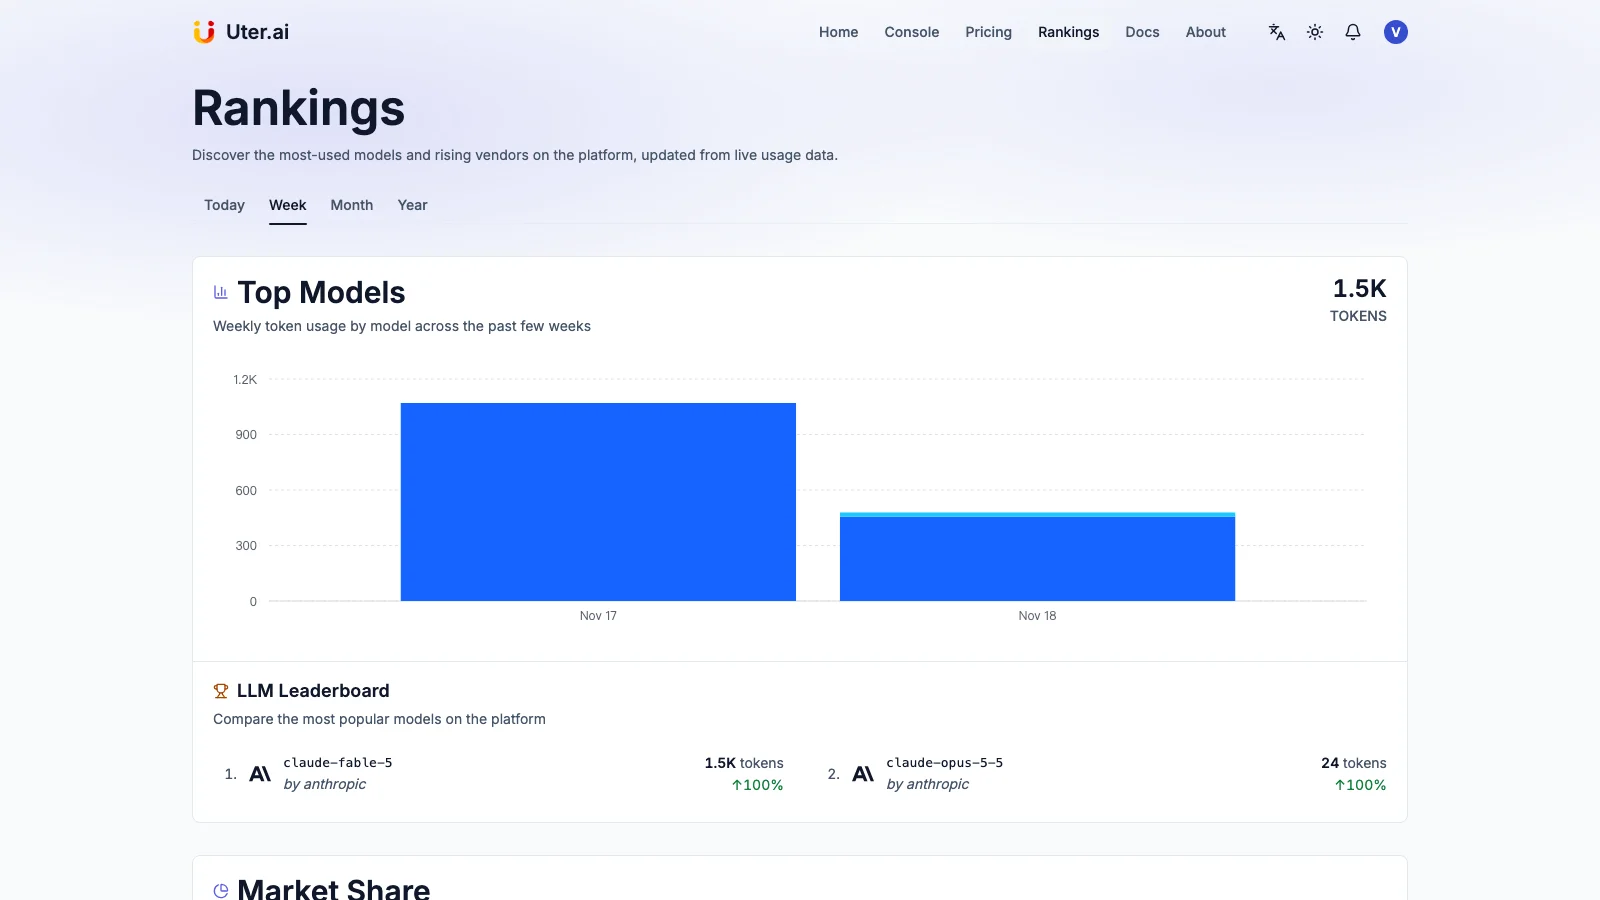 Uter.ai
Home Console Pricing Rankings Docs About V
Rankings
Discover the most-used models and rising vendors on the platform, updated from live usage data.
Today Week Month Year
Top Models
1.5K
TOKENS
Weekly token usage by model across the past few weeks
1.2K
900
600
300
0
Nov 17 Nov 18
LLM Leaderboard
Compare the most popular models on the platform
1. claude-fable-5 1.5K tokens
by anthropic ↑100%
2. claude-opus-5-5 24 tokens
by anthropic ↑100%
Market Share